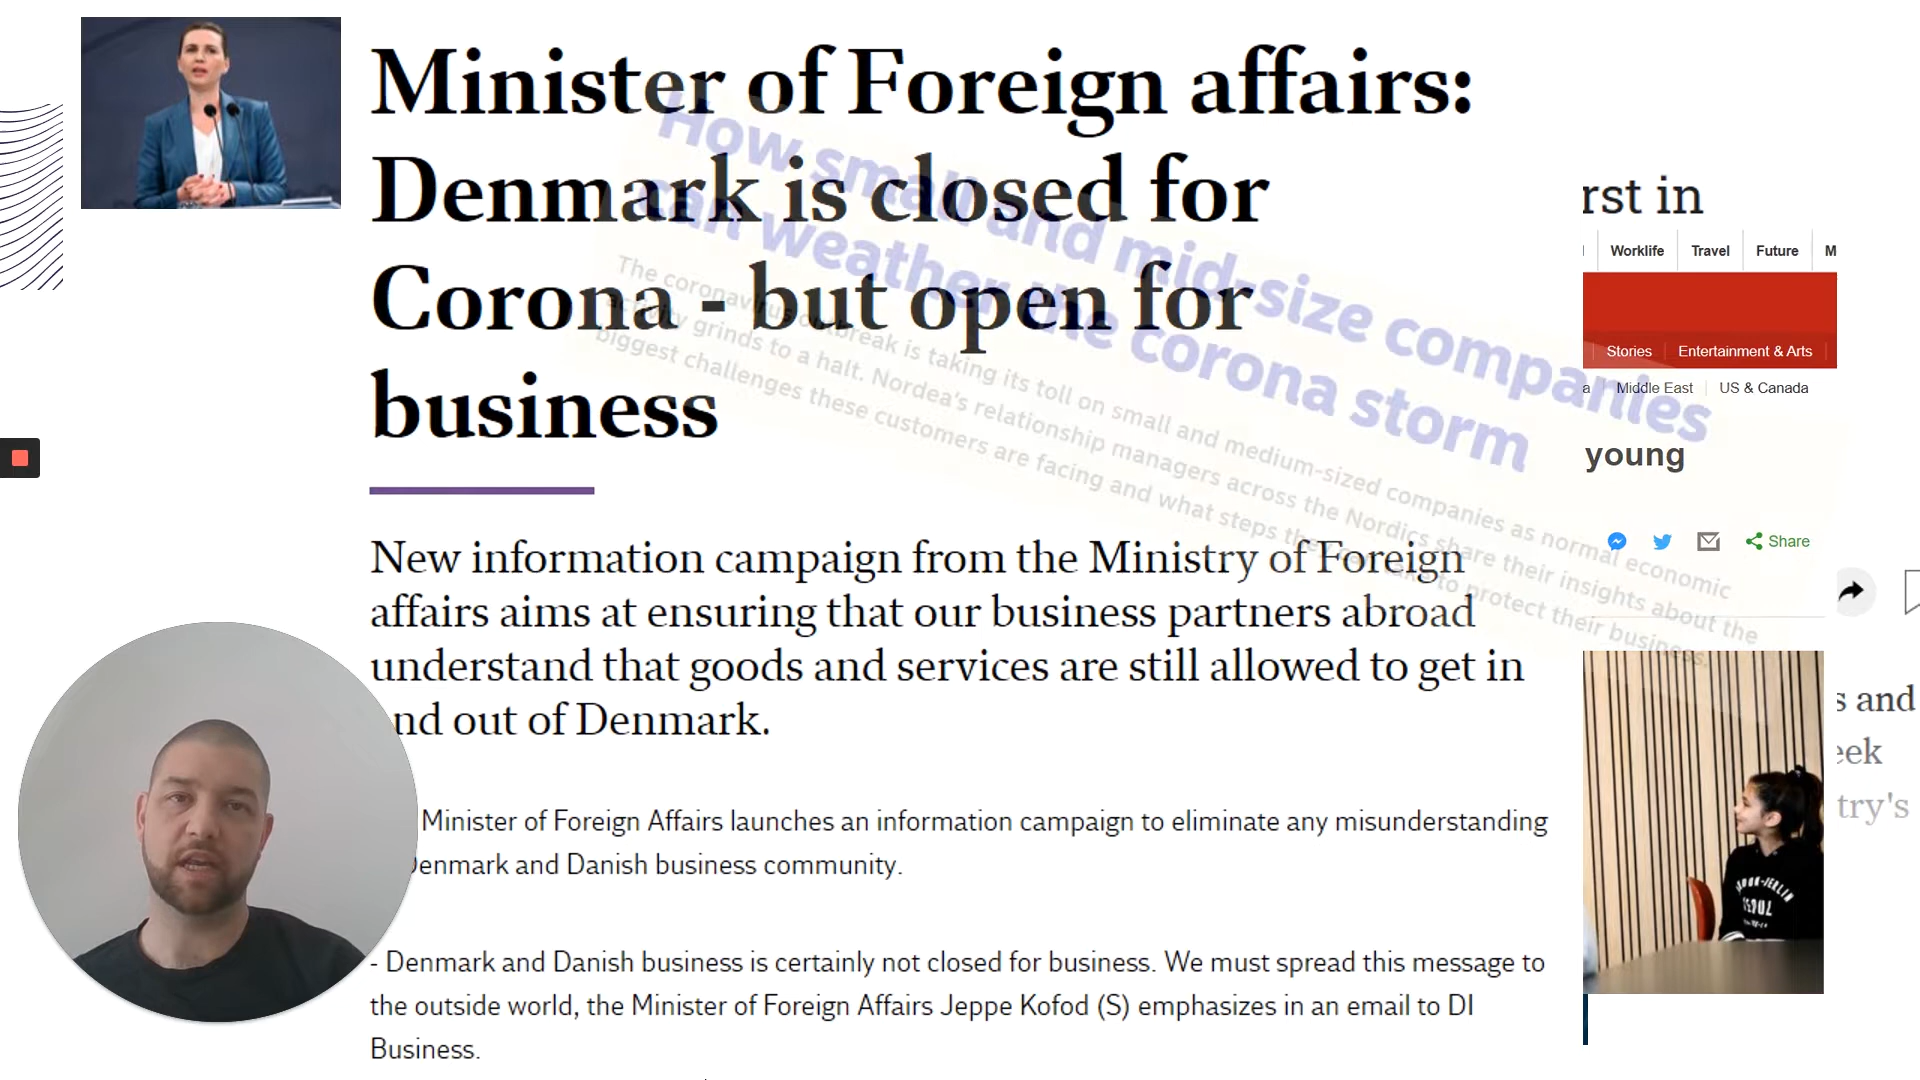 Minister of Foreign affairs:
Denmark is closed for
Corona - but open for
business
How small and mid-size companies
can weather the corona storm
The coronavirus outbreak is taking its toll on small and medium-sized companies as normal economic
activity grinds to a halt. Nordea's relationship managers across the Nordics share their insights about the
biggest challenges these customers are facing and what steps they can take to protect their business.
New information campaign from the Ministry of Foreign
affairs aims at ensuring that our business partners abroad
understand that goods and services are still allowed to get in
nd out of Denmark.
Minister of Foreign Affairs launches an information campaign to eliminate any misunderstanding
Denmark and Danish business community.
- Denmark and Danish business is certainly not closed for business. We must spread this message to
the outside world, the Minister of Foreign Affairs Jeppe Kofod (S) emphasizes in an email to DI
Business.
rst in
Worklife Travel Future M
Stories Entertainment & Arts
a Middle East US & Canada
young
Share
s and
eek
try's
SEOUL